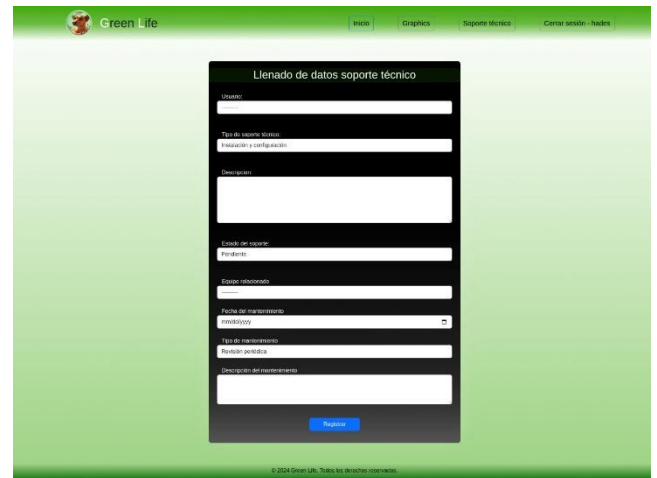 Green Life
Inicio
Graphics
Soporte técnico
Cerrar sesión - hades
Llenado de datos soporte técnico
Usuario:
---------
Tipo de soporte técnico:
Instalación y configuración
Descripción:
Estado del soporte:
Pendiente
Equipo relacionado
---------
Fecha del mantenimiento
mm/dd/yyyy
Tipo de mantenimiento
Revisión periódica
Descripción del mantenimiento
Registrar
© 2024 Green Life. Todos los derechos reservados.